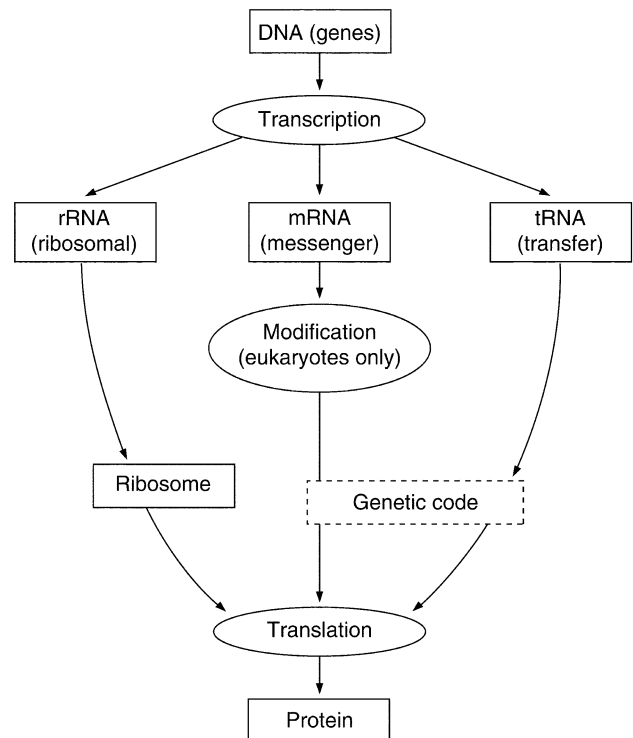 DNA (genes)
Transcription
rRNA
(ribosomal)
mRNA
(messenger)
tRNA
(transfer)
Modification
(eukaryotes only)
Ribosome
Genetic code
Translation
Protein